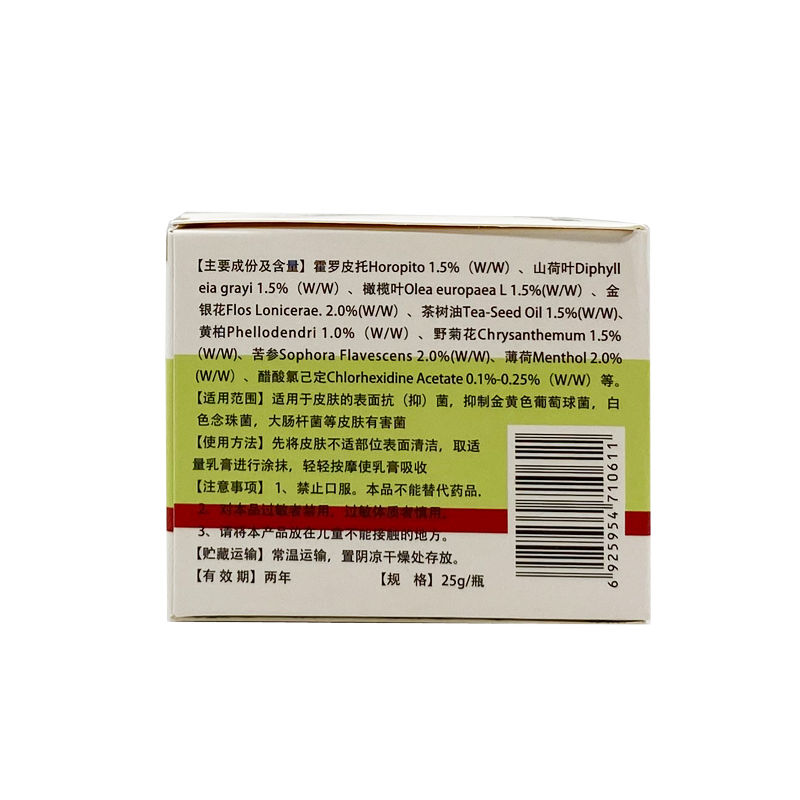 【主要成份及含量】霍罗皮托Horopito 1.5%（W/W）、山荷叶Diphyll
eia grayi 1.5%（W/W）、橄榄叶Olea europaea L 1.5%(W/W)、金
银花Flos Lonicerae. 2.0%(W/W)、茶树油Tea-Seed Oil 1.5%(W/W)、
黄柏Phellodendri 1.0%（W/W）、野菊花Chrysanthemum 1.5%
(W/W)、苦参Sophora Flavescens 2.0%(W/W)、薄荷Menthol 2.0%
(W/W）、醋酸氯己定Chlorhexidine Acetate 0.1%-0.25%（W/W）等。
【适用范围】适用于皮肤的表面抗（抑）菌，抑制金黄色葡萄球菌，白
色念珠菌，大肠杆菌等皮肤有害菌
【使用方法】先将皮肤不适部位表面清洁，取适
量乳膏进行涂抹，轻轻按摩使乳膏吸收
【注意事项】1、禁止口服。本品不能替代药品.
2、对本品过敏者禁用，过敏体质者慎用。
3、请将本产品放在儿童不能接触的地方。
【贮藏运输】常温运输，置阴凉干燥处存放。
【有 效 期】两年 【规 格】25g/瓶
6 925954 710611